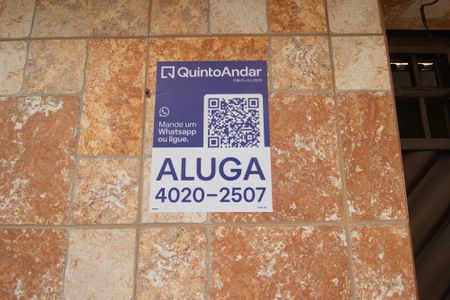 QuintoAndar
Mande um
Whatsapp
ou ligue.
ALUGA
4020-2507